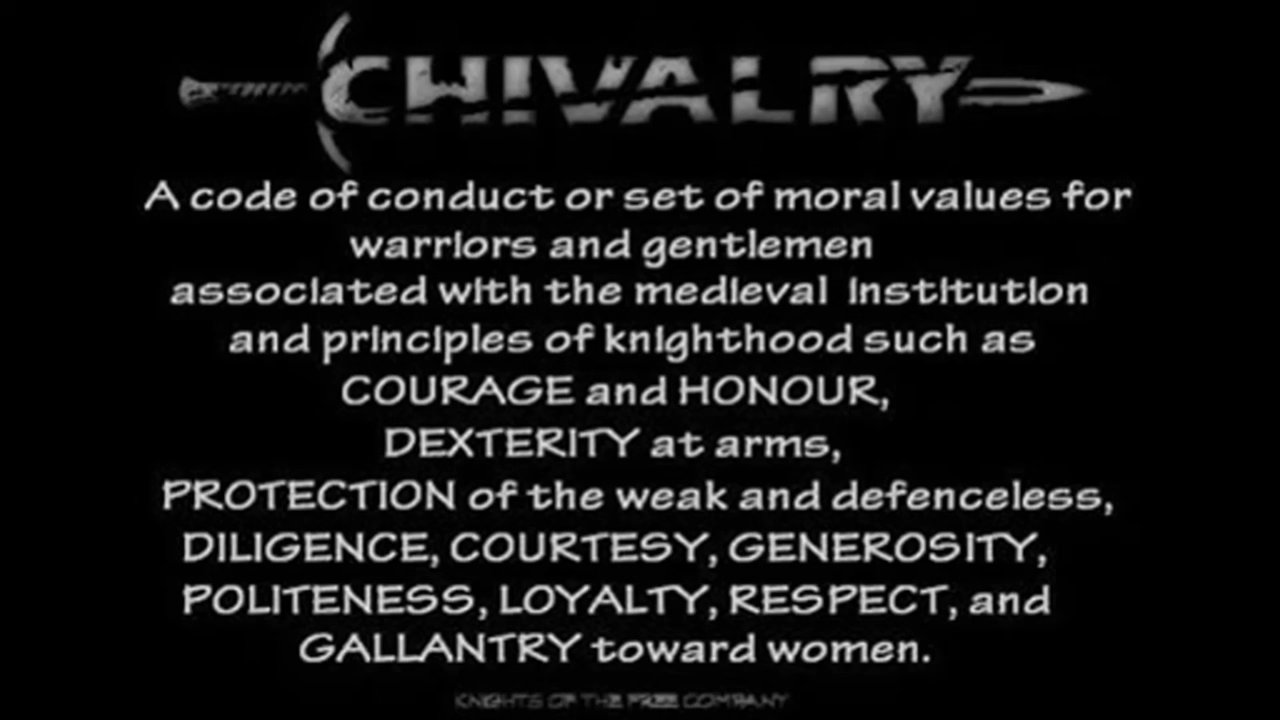 CHIVALRY
A code of conduct or set of moral values for
warriors and gentlemen
associated with the medieval institution
and principles of knighthood such as
COURAGE and HONOUR,
DEXTERITY at arms,
PROTECTION of the weak and defenceless,
DILIGENCE, COURTESY, GENEROSITY,
POLITENESS, LOYALTY, RESPECT, and
GALLANTRY toward women.
KNIGHTS OF THE FREE COMPANY